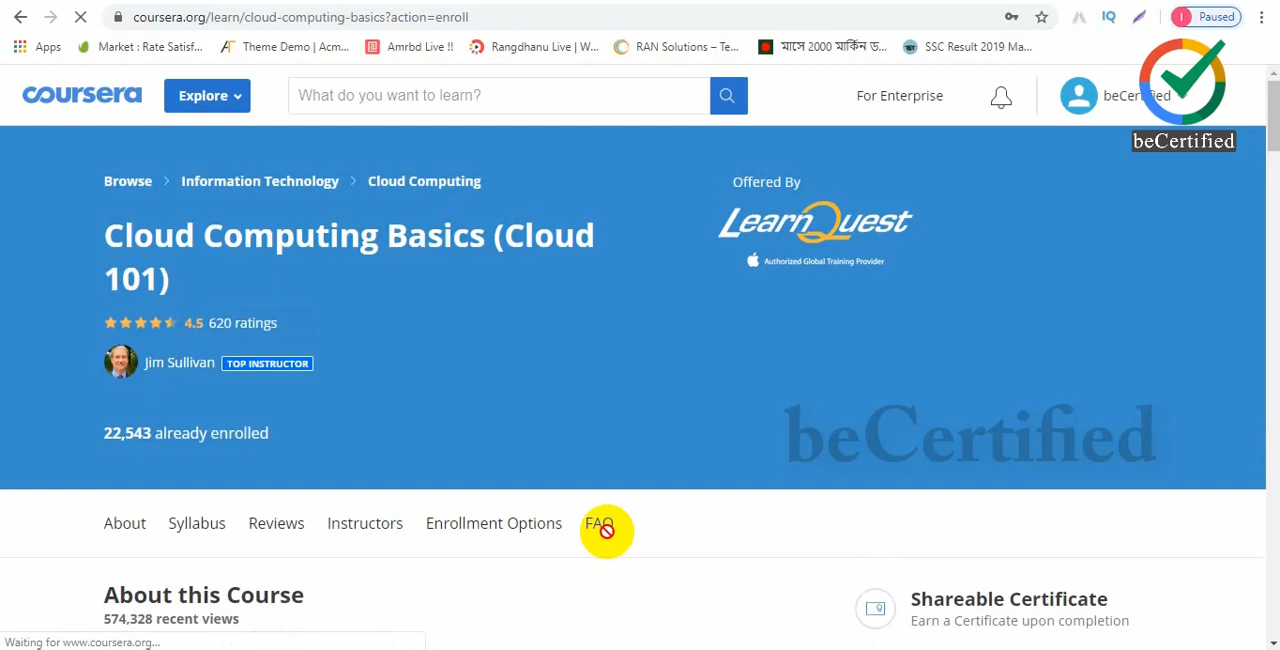 coursera.org/learn/cloud-computing-basics?action=enroll
Paused
Apps
Market : Rate Satisf...
Theme Demo | Acm...
Amrbd Live !!
Rangdhanu Live | W...
RAN Solutions – Te...
মাসে 2000 মার্কিন ড...
SSC Result 2019 Ma...
coursera
Explore
What do you want to learn?
For Enterprise
beCertified
beCertified
Browse > Information Technology > Cloud Computing
Offered By
LearnQuest
Authorized Global Training Provider
Cloud Computing Basics (Cloud
101)
4.5 620 ratings
Jim Sullivan TOP INSTRUCTOR
22,543 already enrolled
beCertified
About Syllabus Reviews Instructors Enrollment Options FAQ
About this Course
574,328 recent views
Shareable Certificate
Earn a Certificate upon completion
Waiting for www.coursera.org...